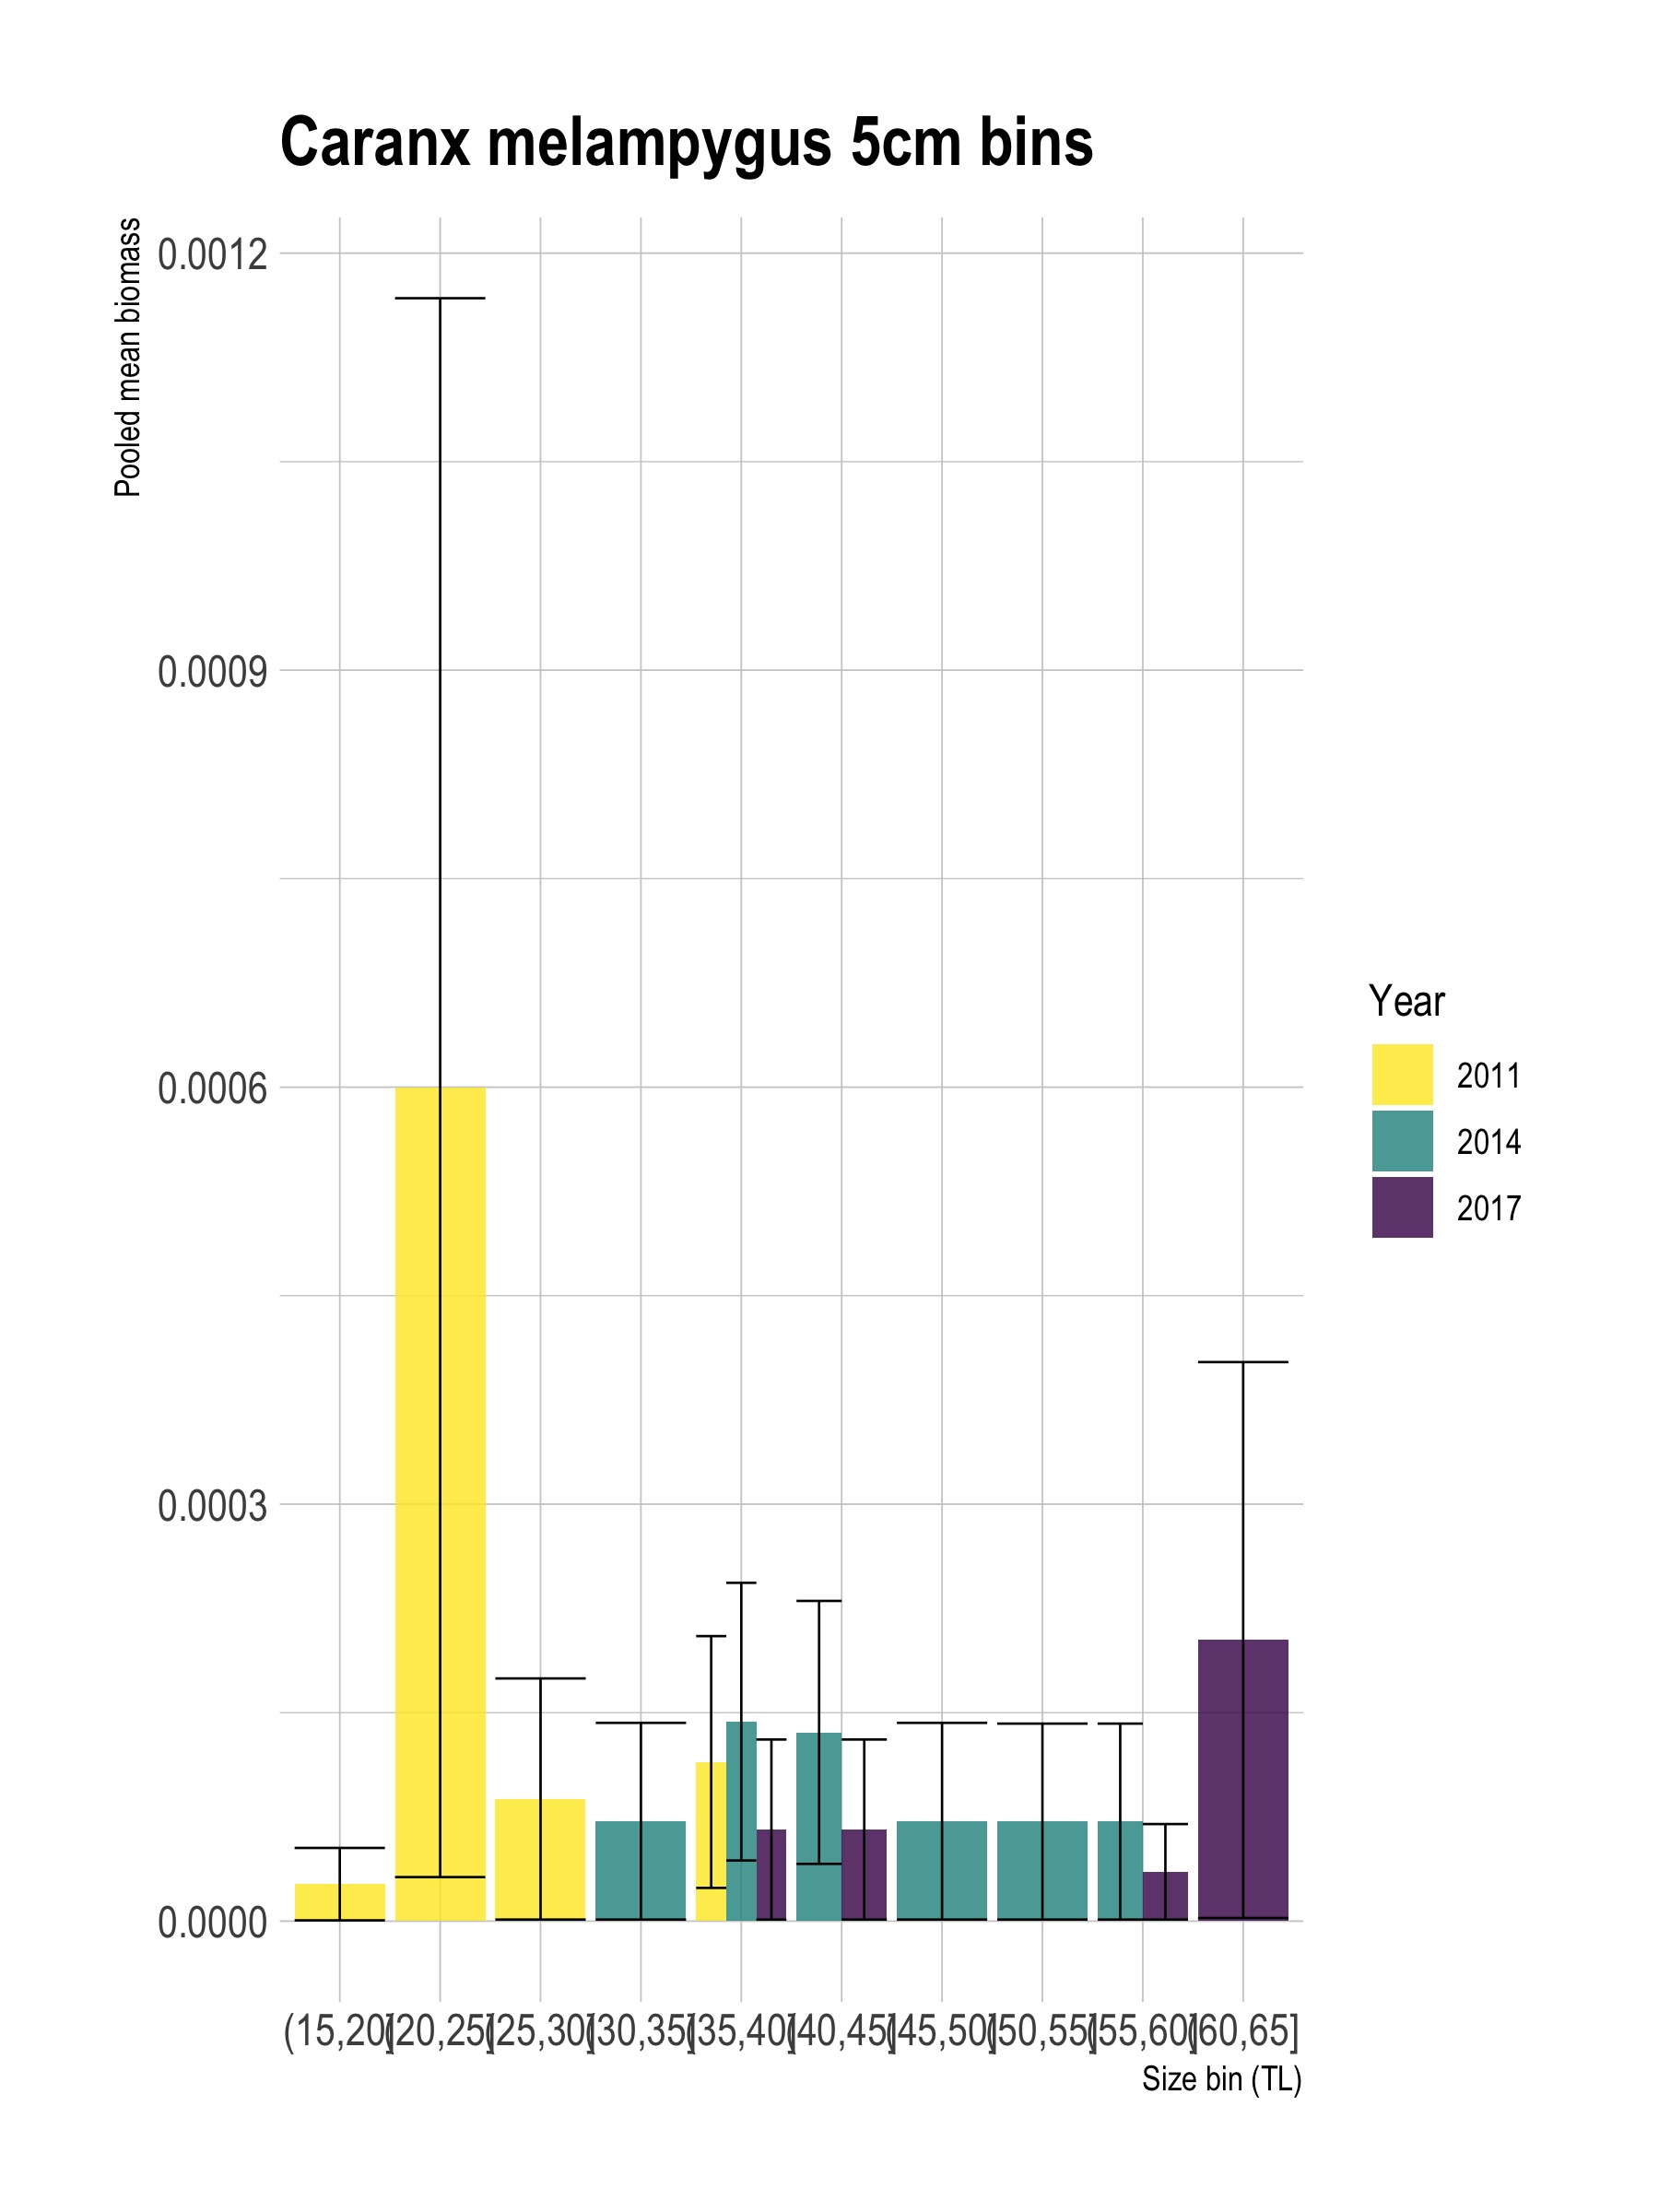 Caranx melampygus 5cm bins
Pooled mean biomass
0.0012
0.0009
0.0006
0.0003
0.0000
(15,20] (20,25] (25,30] (30,35] (35,40] (40,45] (45,50] (50,55] (55,60] (60,65]
Size bin (TL)
Year
2011
2014
2017